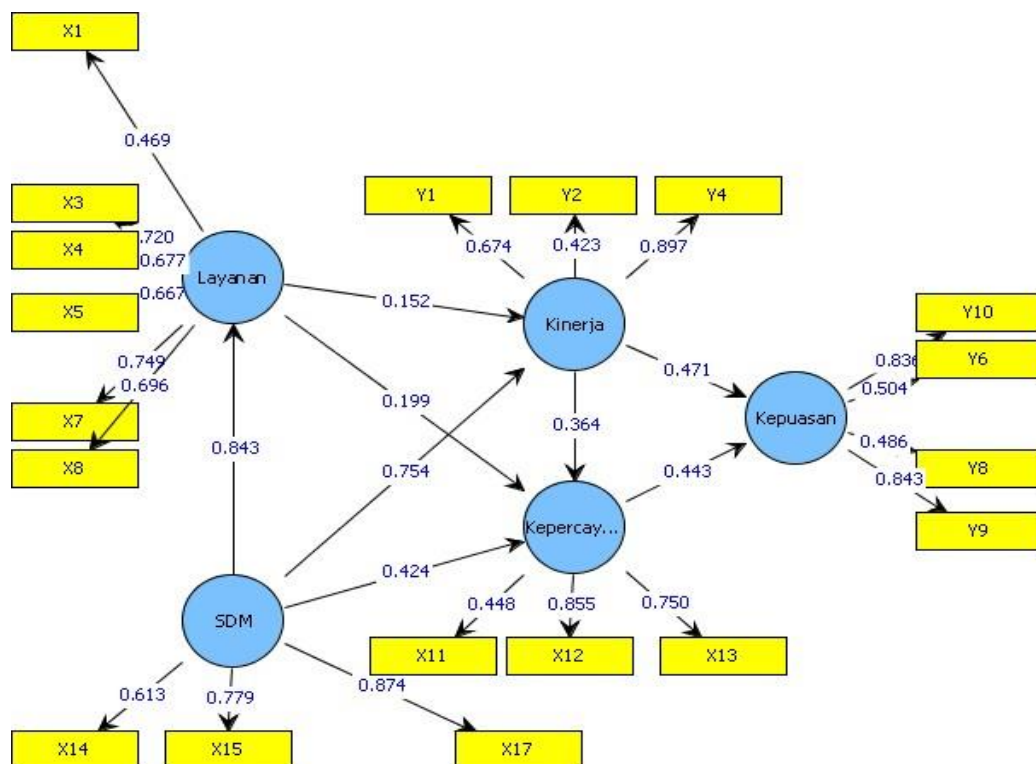 X1
0.469
X3
0.720
X4
0.677
X5
0.667
0.749
0.696
X7
X8
Layanan
0.843
SDM
0.613
0.779
0.874
X14
X15
X17
0.152
0.199
0.754
0.424
Y1
Y2
Y4
0.674
0.423
0.897
Kinerja
0.364
Kepercay...
0.448
0.855
0.750
X11
X12
X13
0.471
0.443
Kepuasan
0.836
0.504
0.486
0.843
Y10
Y6
Y8
Y9